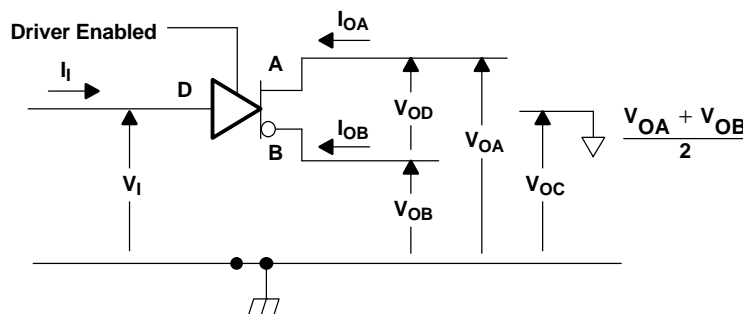 Driver Enabled
I_OA
A
I_I
D
V_OD
V_OA
I_OB
B
V_I
V_OB
V_OC
V_OA + V_OB
2